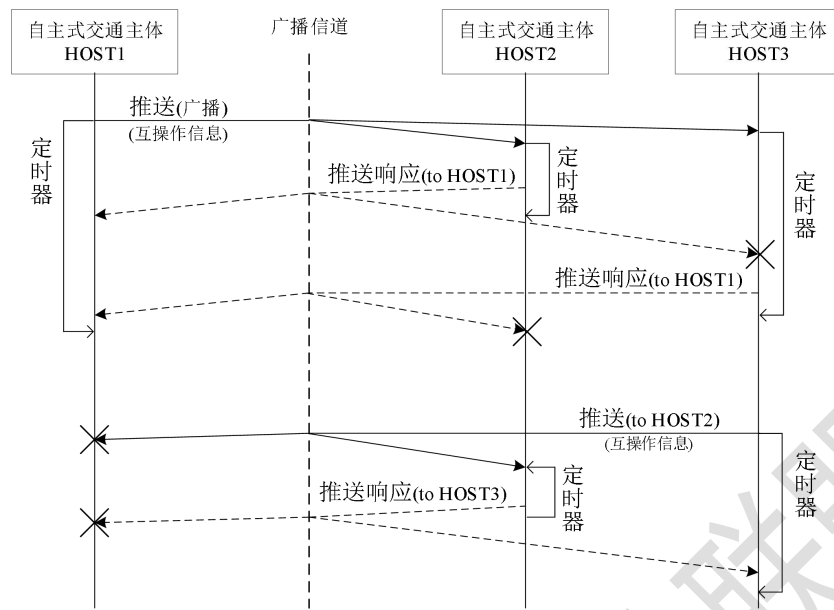 自主式交通主体
HOST1
广播信道
自主式交通主体
HOST2
自主式交通主体
HOST3
推送(广播)
(互操作信息)
定时器
定时器
定时器
推送响应(to HOST1)
推送响应(to HOST1)
推送(to HOST2)
(互操作信息)
定时器
定时器
推送响应(to HOST3)
联